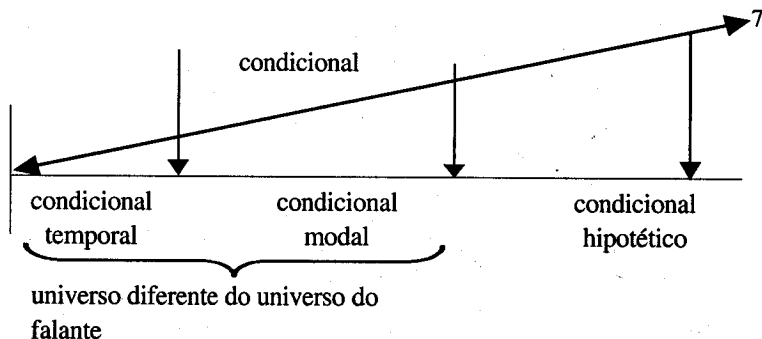 7
condicional
condicional
temporal
condicional
modal
condicional
hipotético
universo diferente do universo do
falante